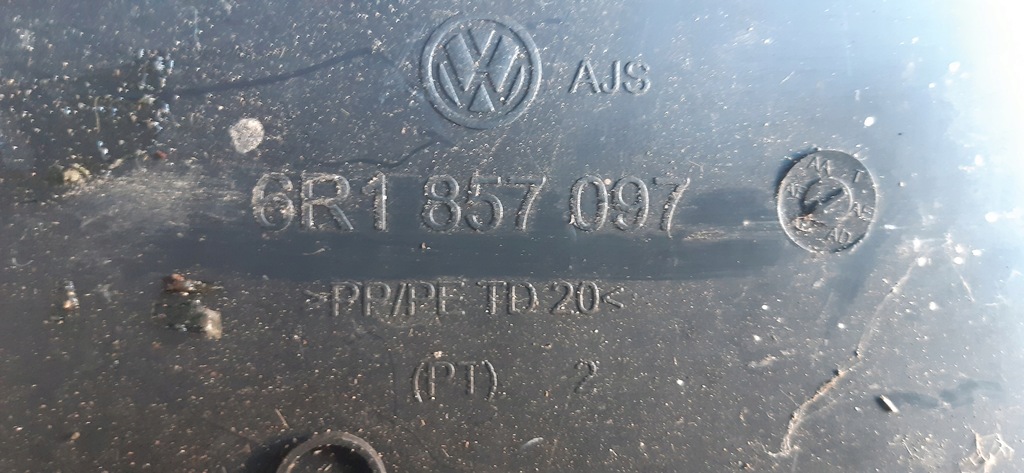 AJS
6R1 857 097
>PP/PE TD 20<
(PT) 2